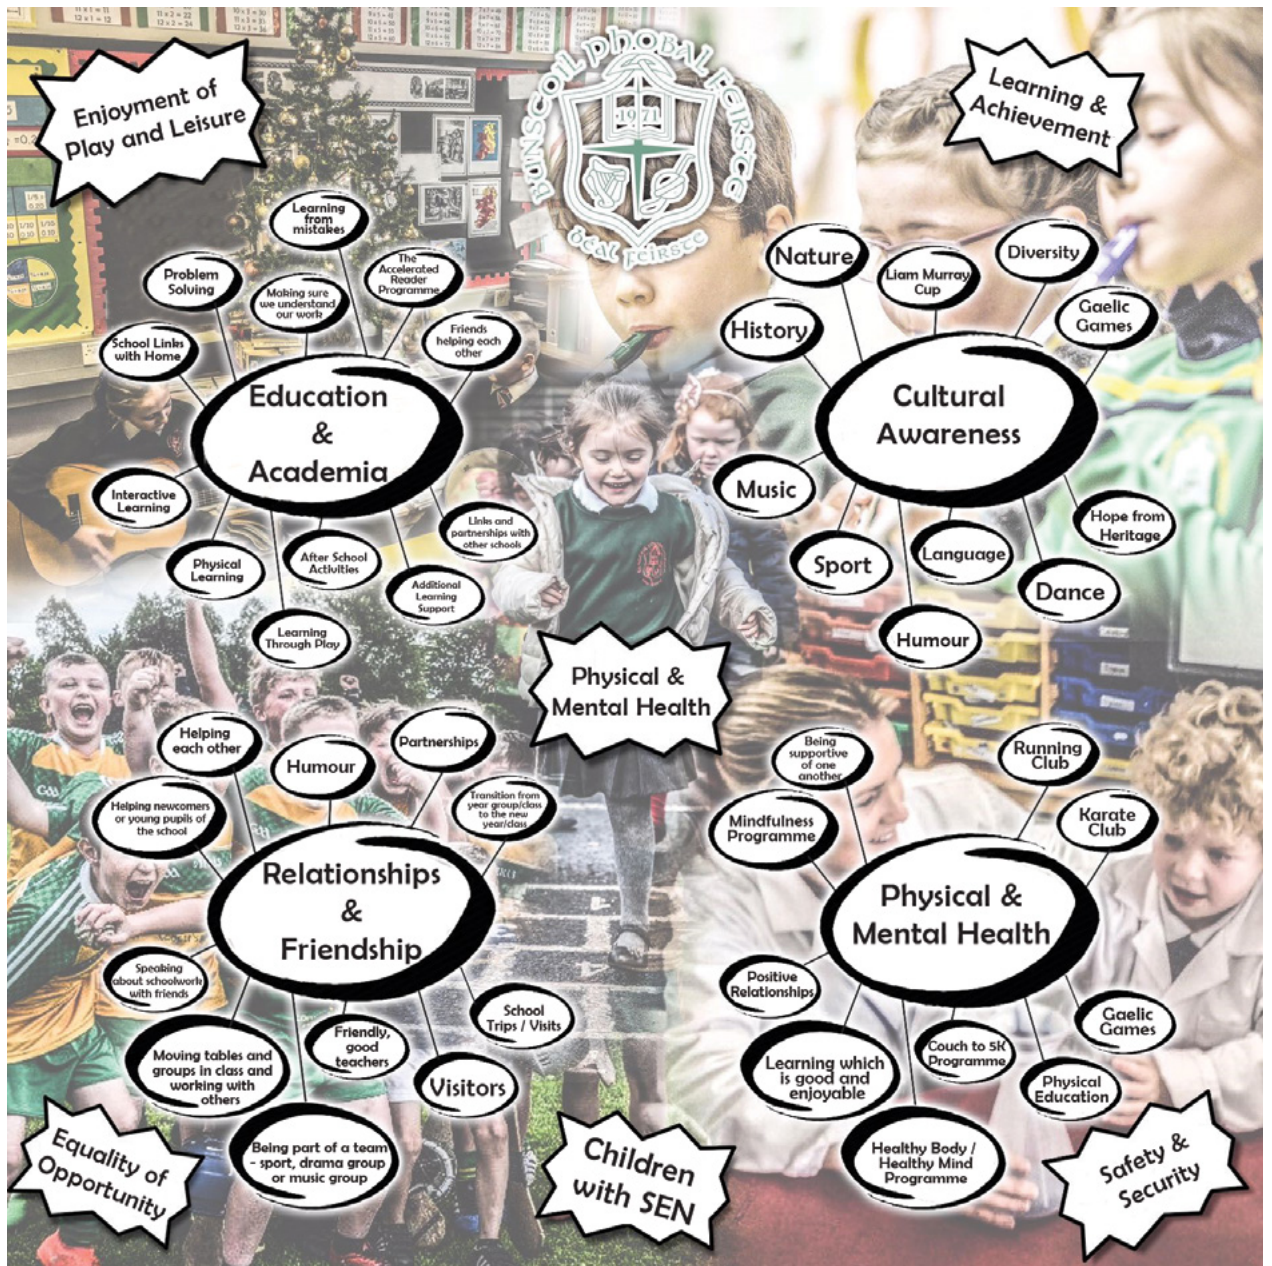 BUNSCOIL PHOBAL FEIRSTE
1971
BÉAL FEIRSTE
Enjoyment of
Play and Leisure
Learning &
Achievement
Learning
from
mistakes
Problem
Solving
Making sure
we understand
our work
The
Accelerated
Reader
Programme
School Links
with Home
Friends
helping each
other
Education
&
Academia
Interactive
Learning
Physical
Learning
After School
Activities
Links and
partnerships with
other schools
Additional
Learning
Support
Learning
Through Play
Nature
Liam Murray
Cup
Diversity
History
Gaelic
Games
Cultural
Awareness
Music
Sport
Language
Hope from
Heritage
Dance
Humour
Physical &
Mental Health
Helping
each other
Humour
Partnerships
Helping newcomers
or young pupils of
the school
Transition from
year group/class
to the new
year/class
Relationships
&
Friendship
Speaking
about schoolwork
with friends
School
Trips / Visits
Friendly,
good
teachers
Moving tables and
groups in class and
working with
others
Visitors
Being part of a team
- sport, drama group
or music group
Being
supportive
of one
another
Running
Club
Mindfulness
Programme
Karate
Club
Physical &
Mental Health
Positive
Relationships
Gaelic
Games
Couch to 5K
Programme
Learning which
is good and
enjoyable
Physical
Education
Healthy Body /
Healthy Mind
Programme
Equality of
Opportunity
Children
with SEN
Safety &
Security